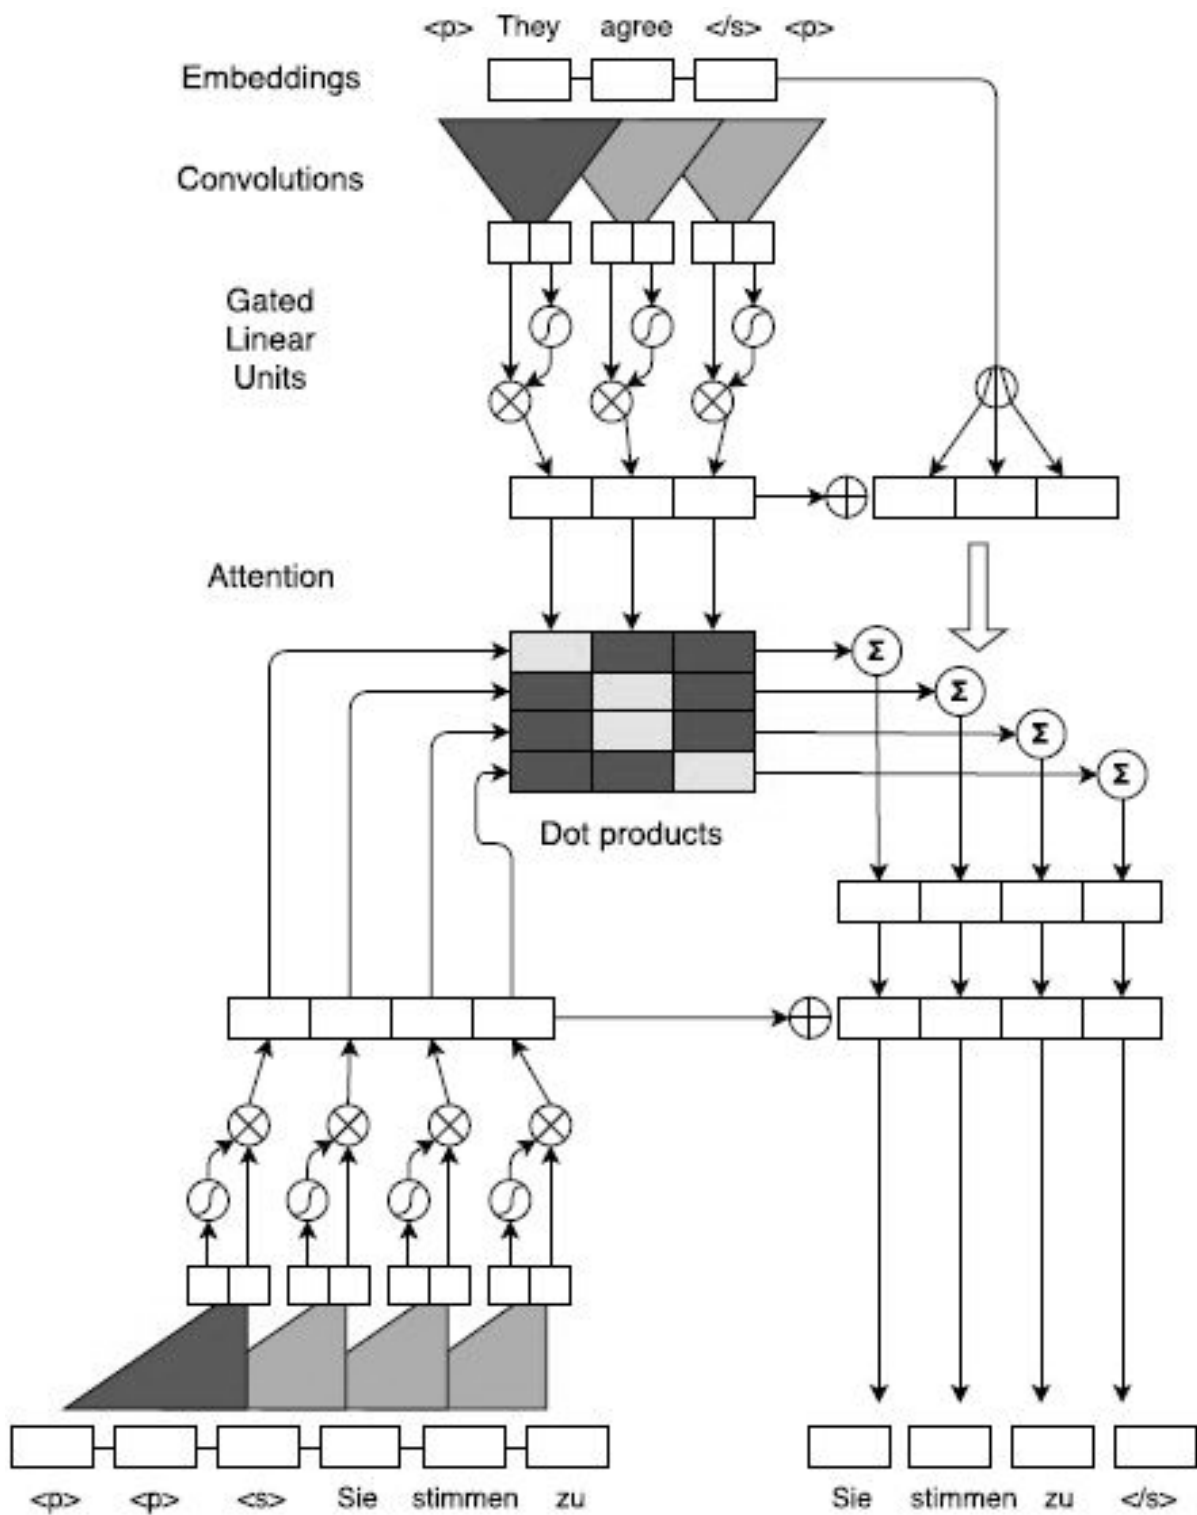 <p> They agree </s> <p>
Embeddings
Convolutions
Gated
Linear
Units
Attention
Σ
Σ
Σ
Σ
Dot products
<p> <p> <s> Sie stimmen zu
Sie stimmen zu </s>